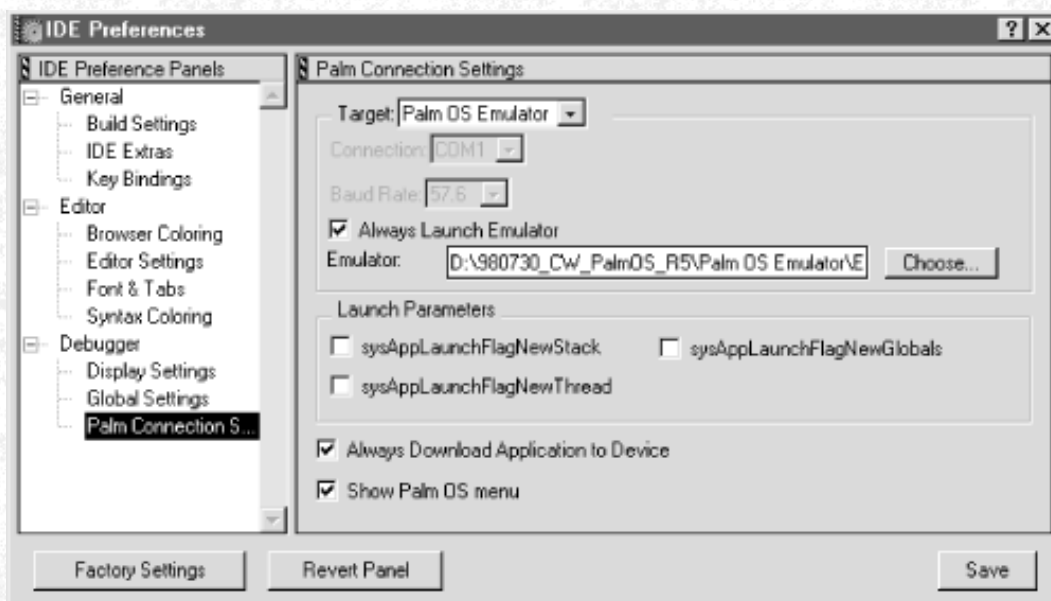 IDE Preferences
IDE Preference Panels
General
Build Settings
IDE Extras
Key Bindings
Editor
Browser Coloring
Editor Settings
Font & Tabs
Syntax Coloring
Debugger
Display Settings
Global Settings
Palm Connection S...
Palm Connection Settings
Target: Palm OS Emulator
Connection: COM1
Baud Rate: 57.6
Always Launch Emulator
Emulator: D:\980730_CW_PalmOS_R5\Palm OS Emulator\E Choose...
Launch Parameters
sysAppLaunchFlagNewStack sysAppLaunchFlagNewGlobals
sysAppLaunchFlagNewThread
Always Download Application to Device
Show Palm OS menu
Factory Settings Revert Panel Save